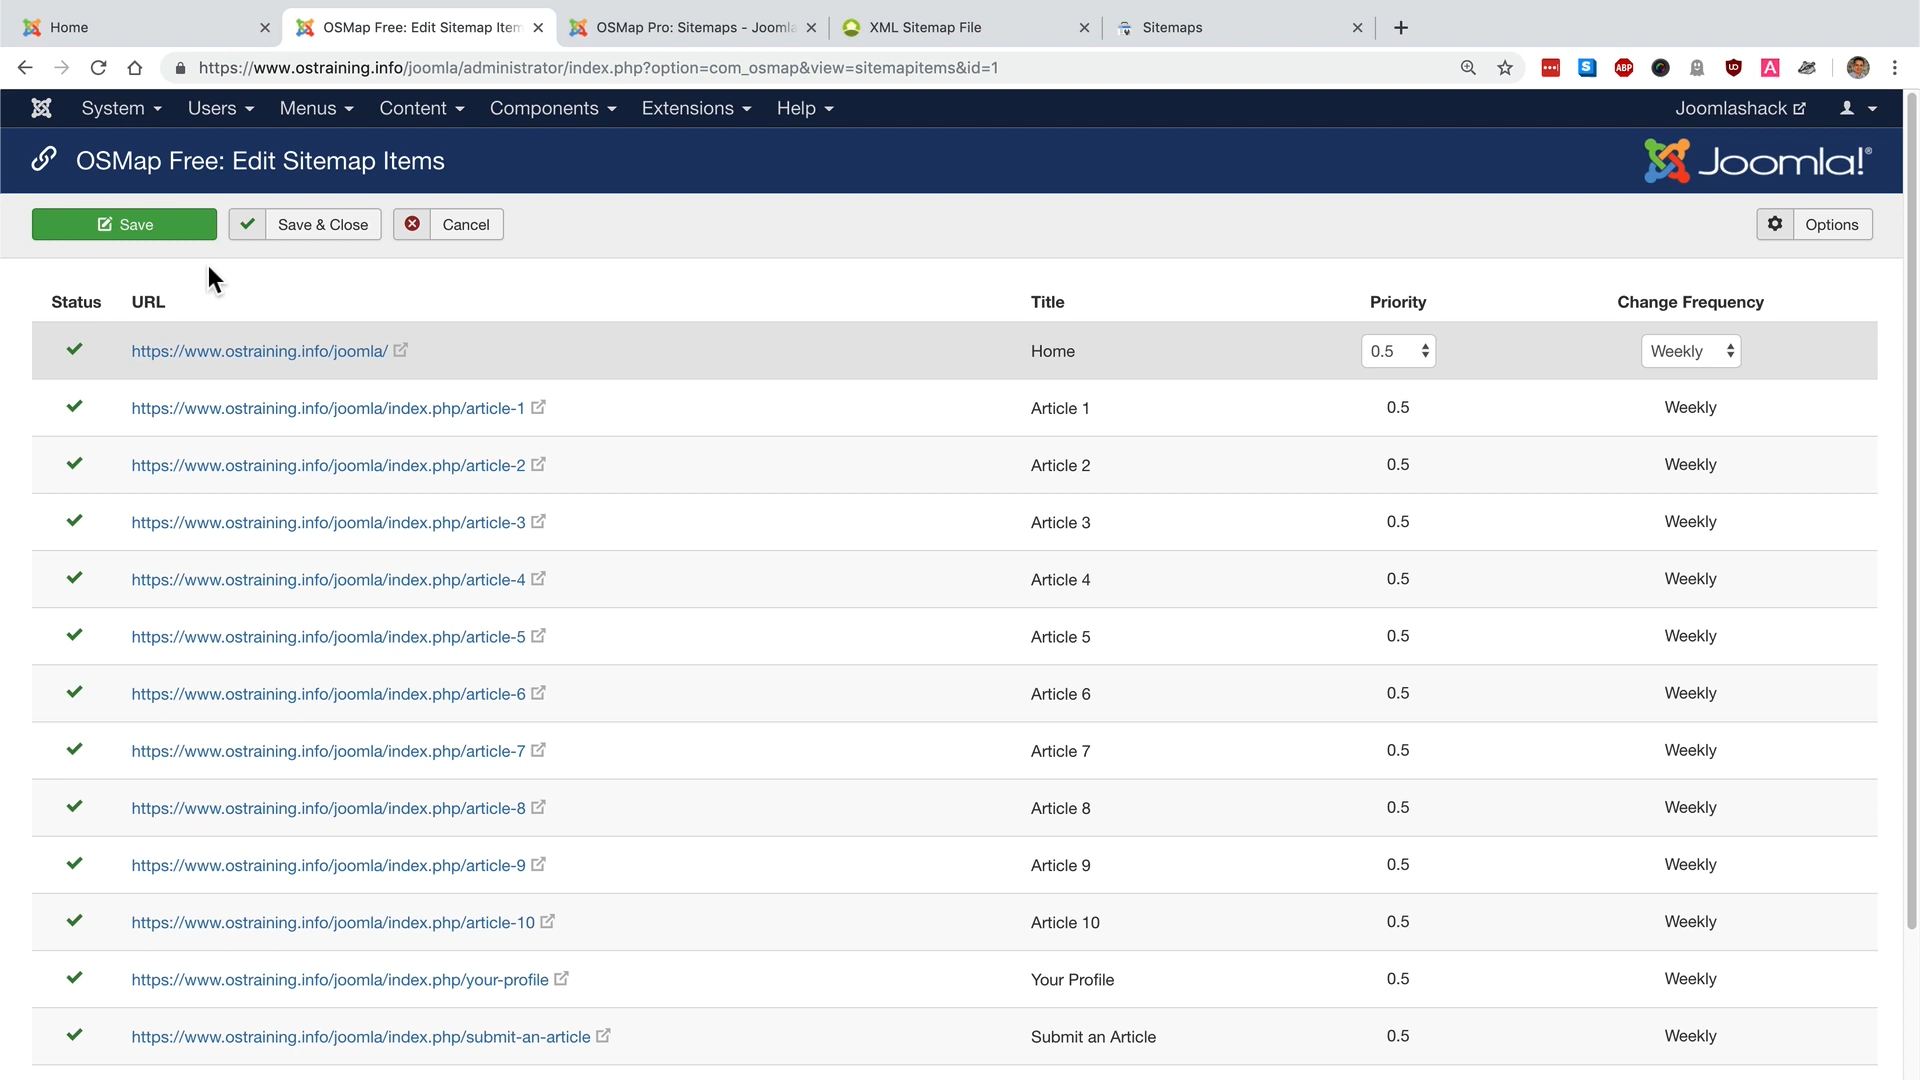 Home
OSMap Free: Edit Sitemap Item
OSMap Pro: Sitemaps - Joomla
XML Sitemap File
Sitemaps
https://www.ostraining.info/joomla/administrator/index.php?option=com_osmap&view=sitemapitems&id=1
S
ABP
UO
A
System Users Menus Content Components Extensions Help Joomlashack
OSMap Free: Edit Sitemap Items
Joomla!®
Save Save & Close Cancel Options
Status URL Title Priority Change Frequency
https://www.ostraining.info/joomla/ Home 0.5 Weekly
https://www.ostraining.info/joomla/index.php/article-1 Article 1 0.5 Weekly
https://www.ostraining.info/joomla/index.php/article-2 Article 2 0.5 Weekly
https://www.ostraining.info/joomla/index.php/article-3 Article 3 0.5 Weekly
https://www.ostraining.info/joomla/index.php/article-4 Article 4 0.5 Weekly
https://www.ostraining.info/joomla/index.php/article-5 Article 5 0.5 Weekly
https://www.ostraining.info/joomla/index.php/article-6 Article 6 0.5 Weekly
https://www.ostraining.info/joomla/index.php/article-7 Article 7 0.5 Weekly
https://www.ostraining.info/joomla/index.php/article-8 Article 8 0.5 Weekly
https://www.ostraining.info/joomla/index.php/article-9 Article 9 0.5 Weekly
https://www.ostraining.info/joomla/index.php/article-10 Article 10 0.5 Weekly
https://www.ostraining.info/joomla/index.php/your-profile Your Profile 0.5 Weekly
https://www.ostraining.info/joomla/index.php/submit-an-article Submit an Article 0.5 Weekly